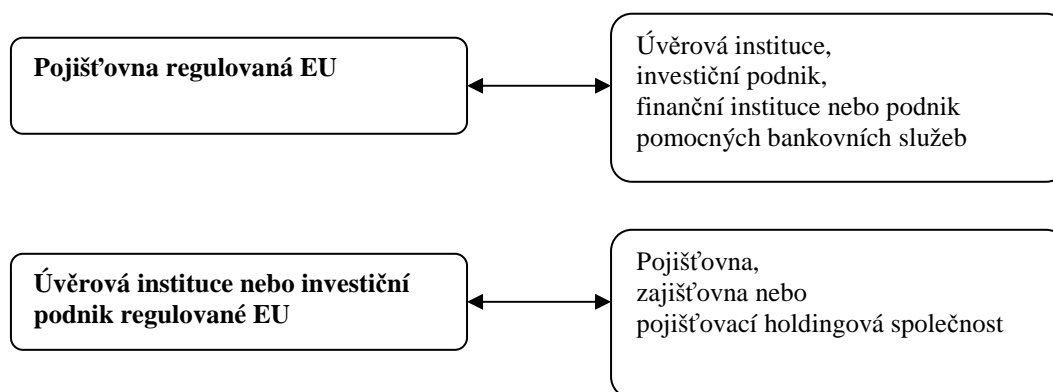 Pojišťovna regulovaná EU
Úvěrová instituce,
investiční podnik,
finanční instituce nebo podnik
pomocných bankovních služeb
Úvěrová instituce nebo investiční
podnik regulované EU
Pojišťovna,
zajišťovna nebo
pojišťovací holdingová společnost